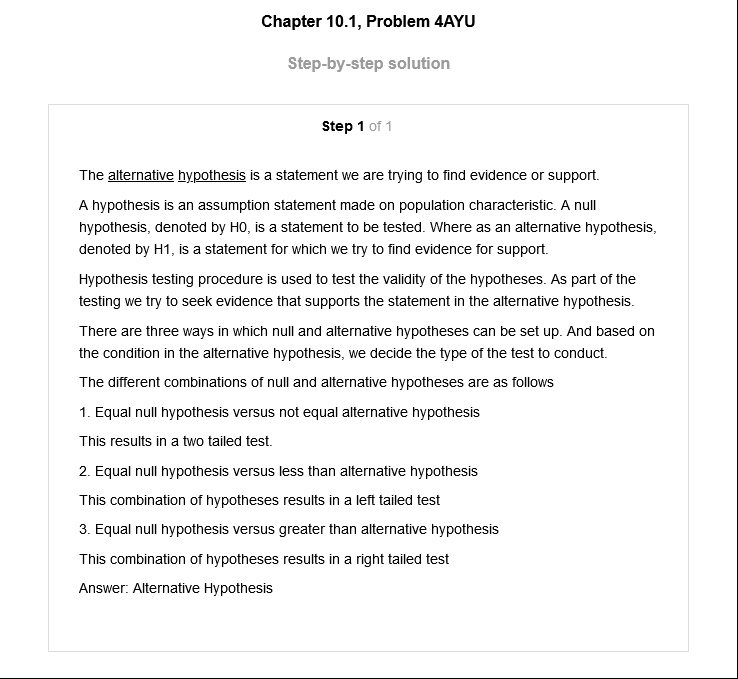 Chapter 10.1, Problem 4AYU
Step-by-step solution
Step 1 of 1
The alternative hypothesis is a statement we are trying to find evidence or support.
A hypothesis is an assumption statement made on population characteristic. A null
hypothesis, denoted by H0, is a statement to be tested. Where as an alternative hypothesis,
denoted by H1, is a statement for which we try to find evidence for support.
Hypothesis testing procedure is used to test the validity of the hypotheses. As part of the
testing we try to seek evidence that supports the statement in the alternative hypothesis.
There are three ways in which null and alternative hypotheses can be set up. And based on
the condition in the alternative hypothesis, we decide the type of the test to conduct.
The different combinations of null and alternative hypotheses are as follows
1. Equal null hypothesis versus not equal alternative hypothesis
This results in a two tailed test.
2. Equal null hypothesis versus less than alternative hypothesis
This combination of hypotheses results in a left tailed test
3. Equal null hypothesis versus greater than alternative hypothesis
This combination of hypotheses results in a right tailed test
Answer: Alternative Hypothesis